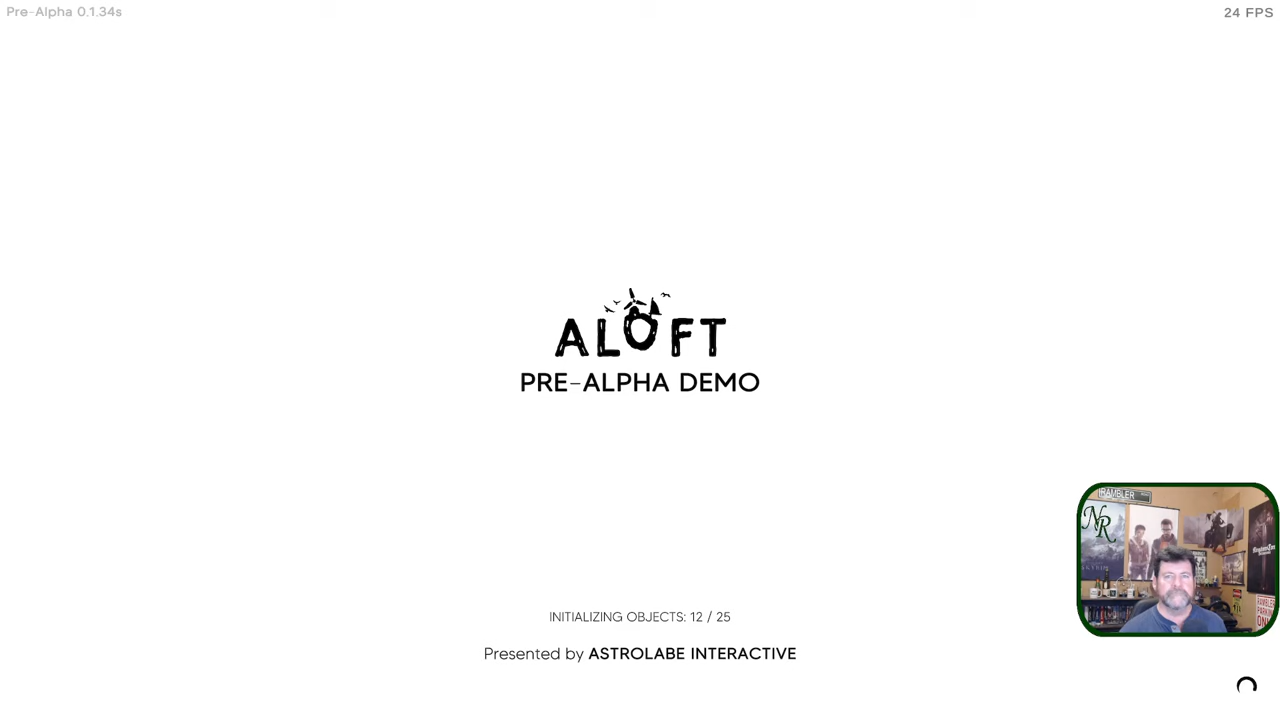 Pre-Alpha 0.1.34s
24 FPS
ALOFT
PRE-ALPHA DEMO
RAMBLER
NR
INITIALIZING OBJECTS: 12 / 25
Presented by ASTROLABE INTERACTIVE